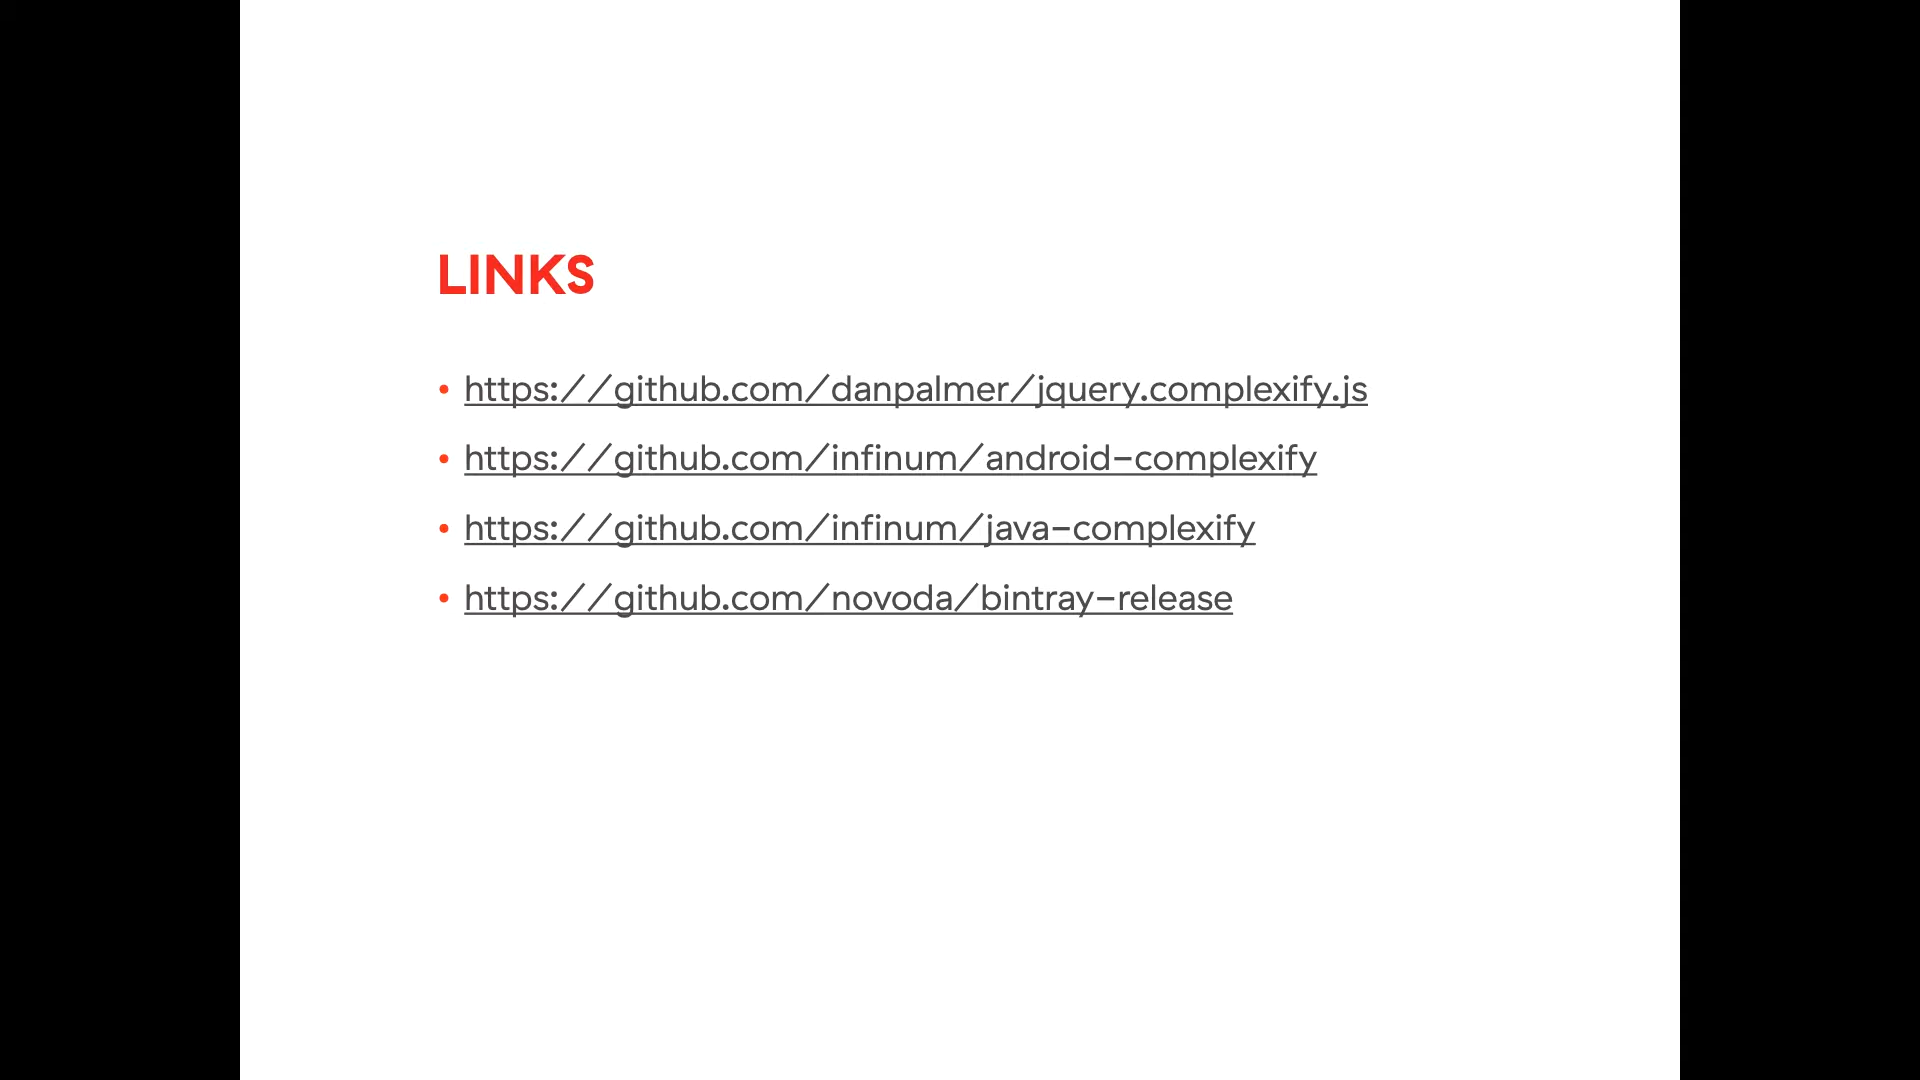 LINKS
• https://github.com/danpalmer/jquery.complexify.js
• https://github.com/infinum/android-complexify
• https://github.com/infinum/java-complexify
• https://github.com/novoda/bintray-release